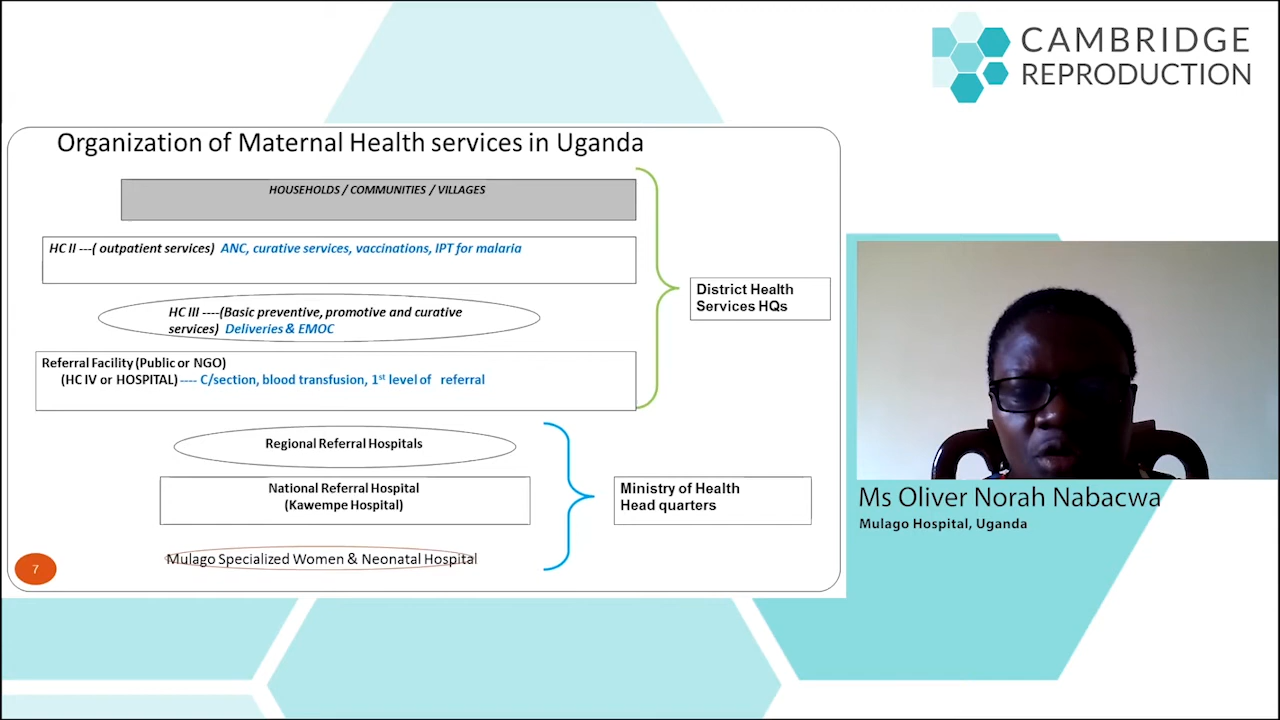 CAMBRIDGE
REPRODUCTION
Organization of Maternal Health services in Uganda
HOUSEHOLDS / COMMUNITIES / VILLAGES
HC II ---( outpatient services) ANC, curative services, vaccinations, IPT for malaria
HC III ----(Basic preventive, promotive and curative
services) Deliveries & EMOC
Referral Facility (Public or NGO)
(HC IV or HOSPITAL) ---- C/section, blood transfusion, 1st level of referral
District Health
Services HQs
Regional Referral Hospitals
National Referral Hospital
(Kawempe Hospital)
Mulago Specialized Women & Neonatal Hospital
Ministry of Health
Head quarters
7
Ms Oliver Norah Nabacwa
Mulago Hospital, Uganda